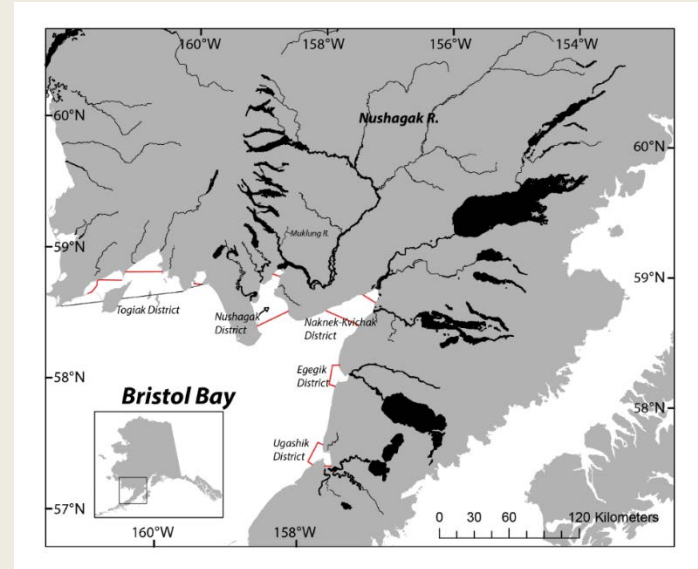 160°W 158°W 156°W 154°W
60°N
Nushagak R.
60°N
Muklung R.
59°N
59°N
Togiak District
Nushagak
District
Naknek-Kvichak
District
Egegik
District
58°N
58°N
Bristol Bay
Ugashik
District
57°N
0 30 60 120 Kilometers
160°W 158°W